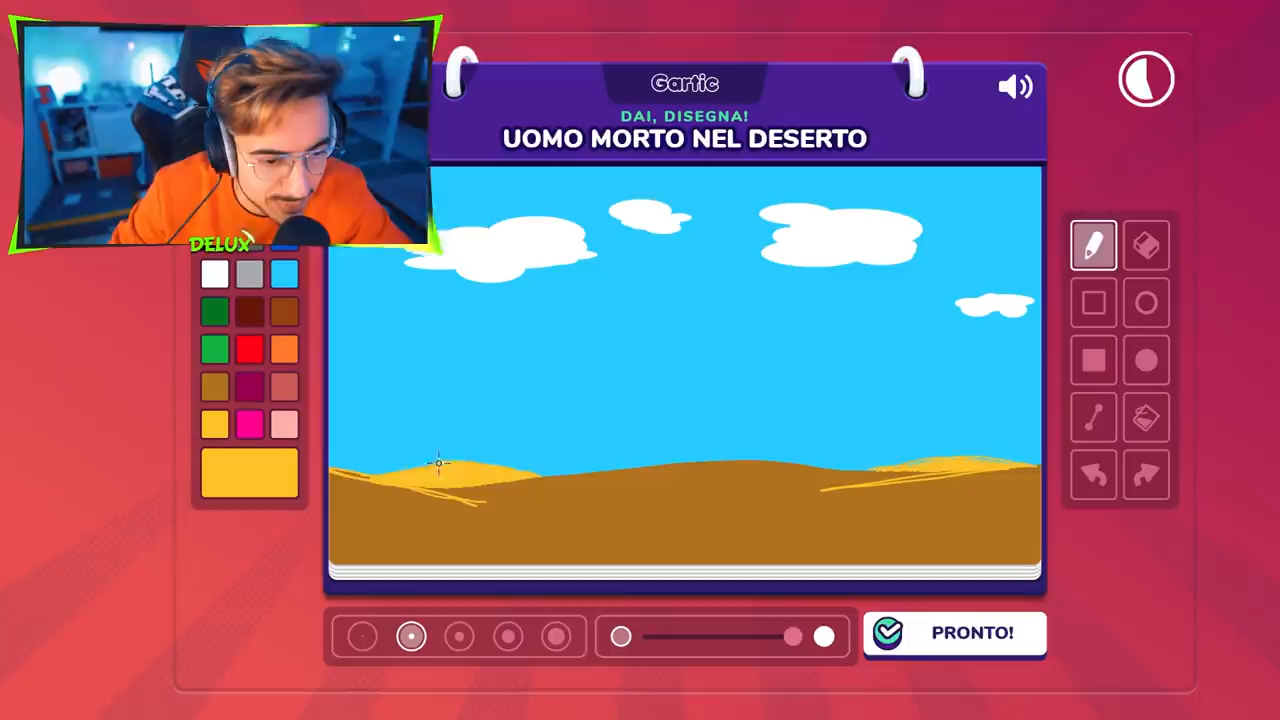 Gartic
DAI, DISEGNA!
UOMO MORTO NEL DESERTO
DELUX
PRONTO!